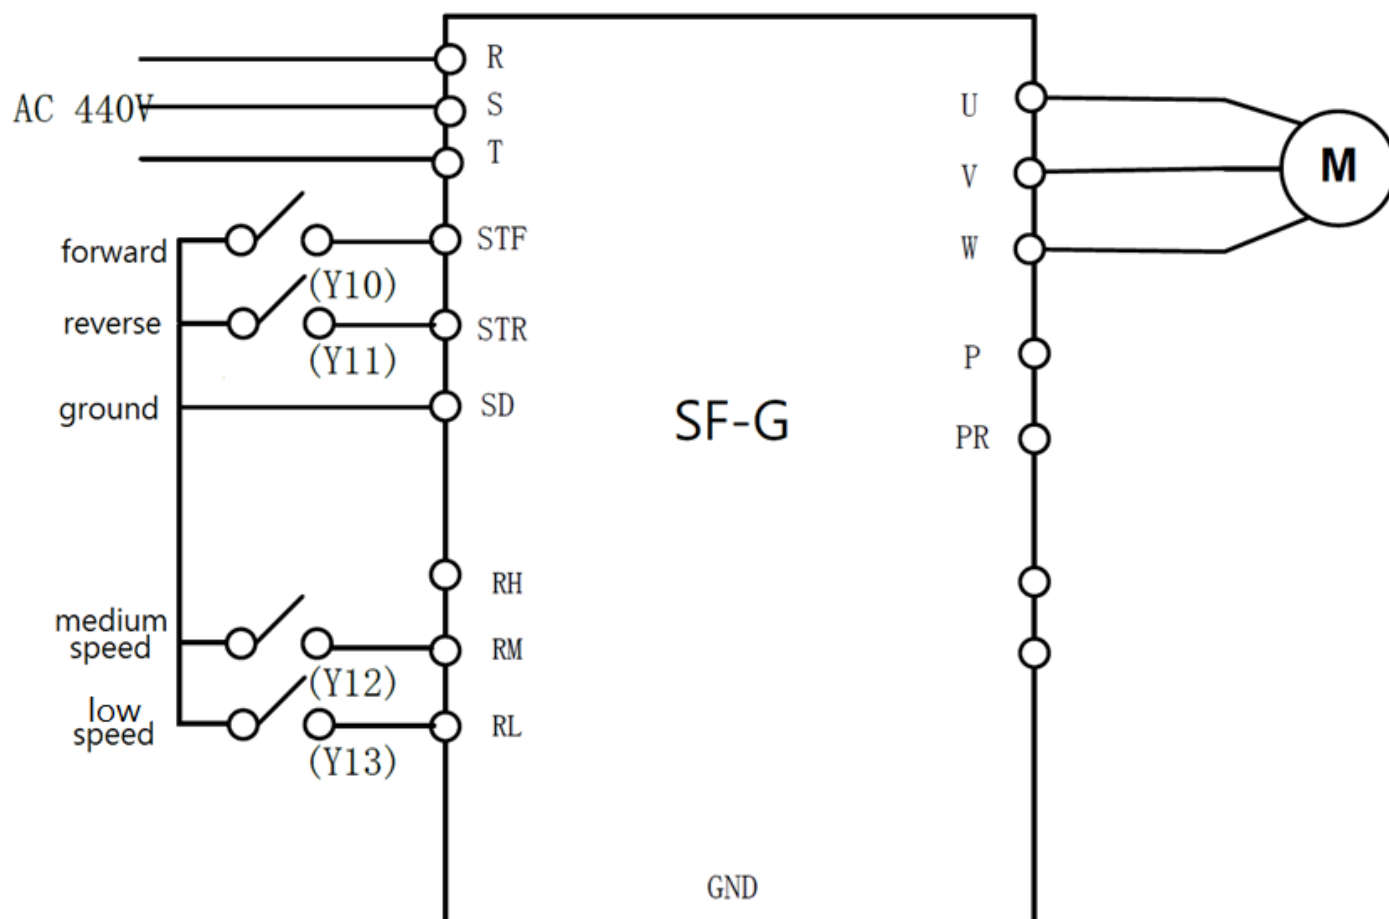 R
S
AC 440V
T
U
V
W
M
forward
STF
(Y10)
reverse
STR
(Y11)
ground
SD
SF-G
P
PR
RH
medium
speed
RM
(Y12)
low
speed
RL
(Y13)
GND